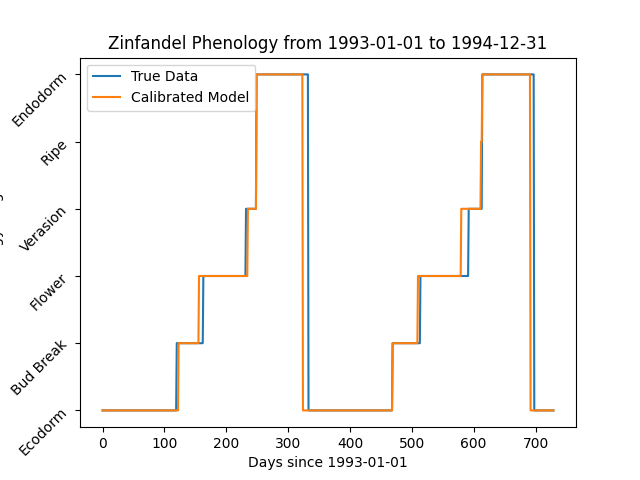 Zinfandel Phenology from 1993-01-01 to 1994-12-31
True Data
Calibrated Model
Endodorm
Ripe
Verasion
Flower
Bud Break
Ecodorm
0 100 200 300 400 500 600 700
Days since 1993-01-01